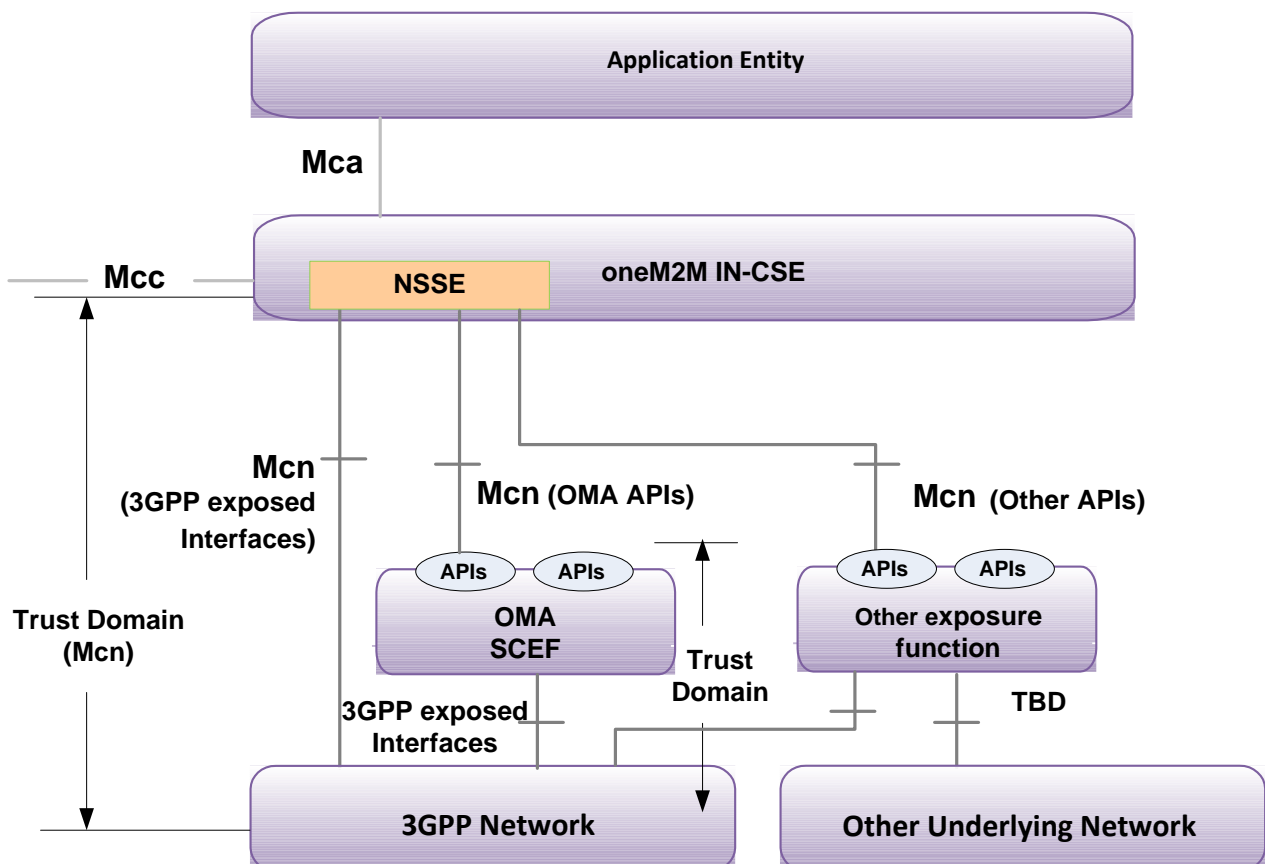 Application Entity
Mca
Mcc
NSSE
oneM2M IN-CSE
Mcn
(3GPP exposed
Interfaces)
Mcn (OMA APIs)
Mcn (Other APIs)
APIs
APIs
OMA
SCEF
APIs
APIs
Other exposure
function
Trust Domain
(Mcn)
Trust
Domain
3GPP exposed
Interfaces
TBD
3GPP Network
Other Underlying Network